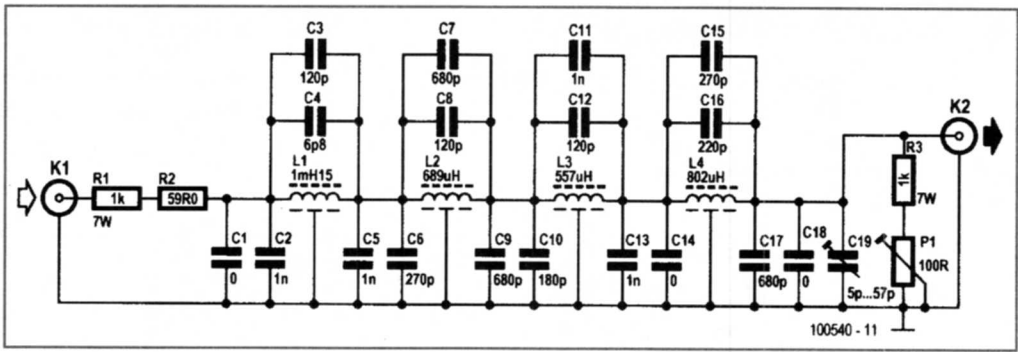 C3
120p
C4
6p8
L1
1mH15
C7
680p
C8
120p
L2
689uH
C11
1n
C12
120p
L3
557uH
C15
270p
C16
220p
L4
802uH
K1
R1
1k
7W
R2
59R0
K2
R3
1k
7W
P1
100R
C1
0
C2
1n
C5
1n
C6
270p
C9
680p
C10
180p
C13
1n
C14
0
C17
680p
C18
0
C19
5p...57p
100540 - 11